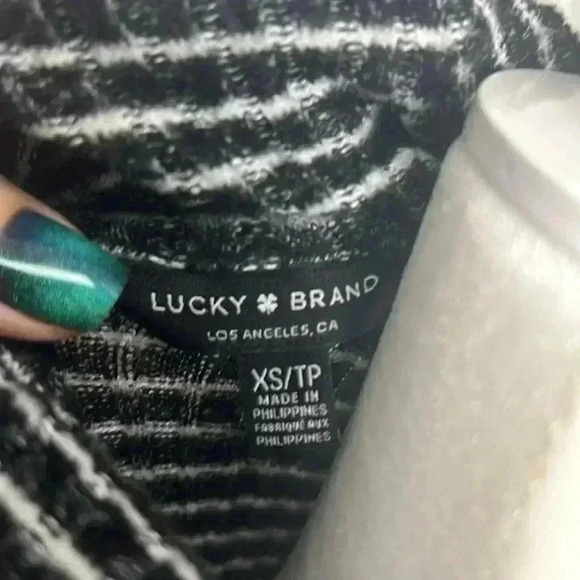 LUCKY BRAND
LOS ANGELES, CA
XS/TP
MADE IN
PHILIPPINES
FABRIQUÉ AUX
PHILIPPINES